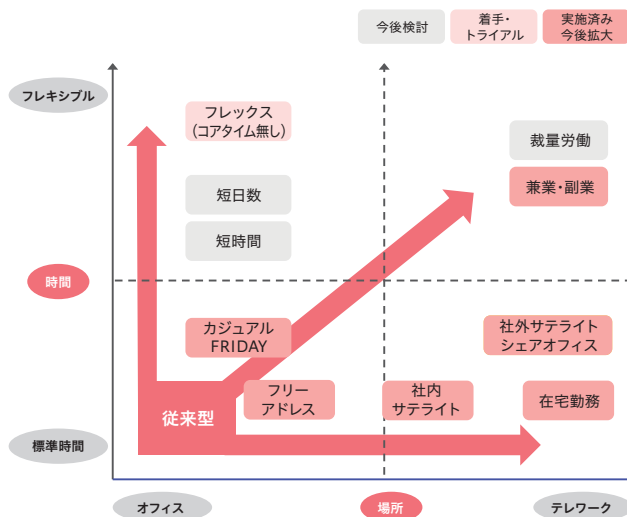 今後検討
着手・
トライアル
実施済み
今後拡大
フレキシブル
フレックス
(コアタイム無し)
裁量労働
兼業・副業
短日数
短時間
時間
カジュアル
FRIDAY
社外サテライト
シェアオフィス
フリー
アドレス
社内
サテライト
在宅勤務
従来型
標準時間
オフィス
場所
テレワーク